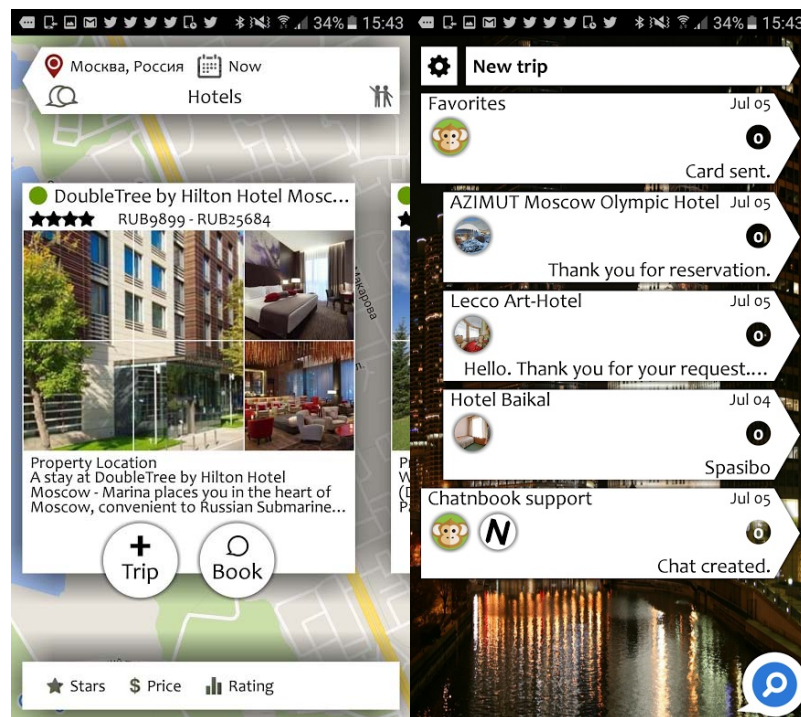 34% 15:43
Москва, Россия Now
Hotels
DoubleTree by Hilton Hotel Mosc...
RUB9899 - RUB25684
Макарова
Property Location
A stay at DoubleTree by Hilton Hotel
Moscow - Marina places you in the heart of
Moscow, convenient to Russian Submarine...
Trip
Book
Stars $ Price Rating
34% 15:43
New trip
Favorites Jul 05
0
Card sent.
AZIMUT Moscow Olympic Hotel Jul 05
0
Thank you for reservation.
Lecco Art-Hotel Jul 05
0
Hello. Thank you for your request....
Hotel Baikal Jul 04
0
Spasibo
Chatnbook support Jul 05
N
0
Chat created.